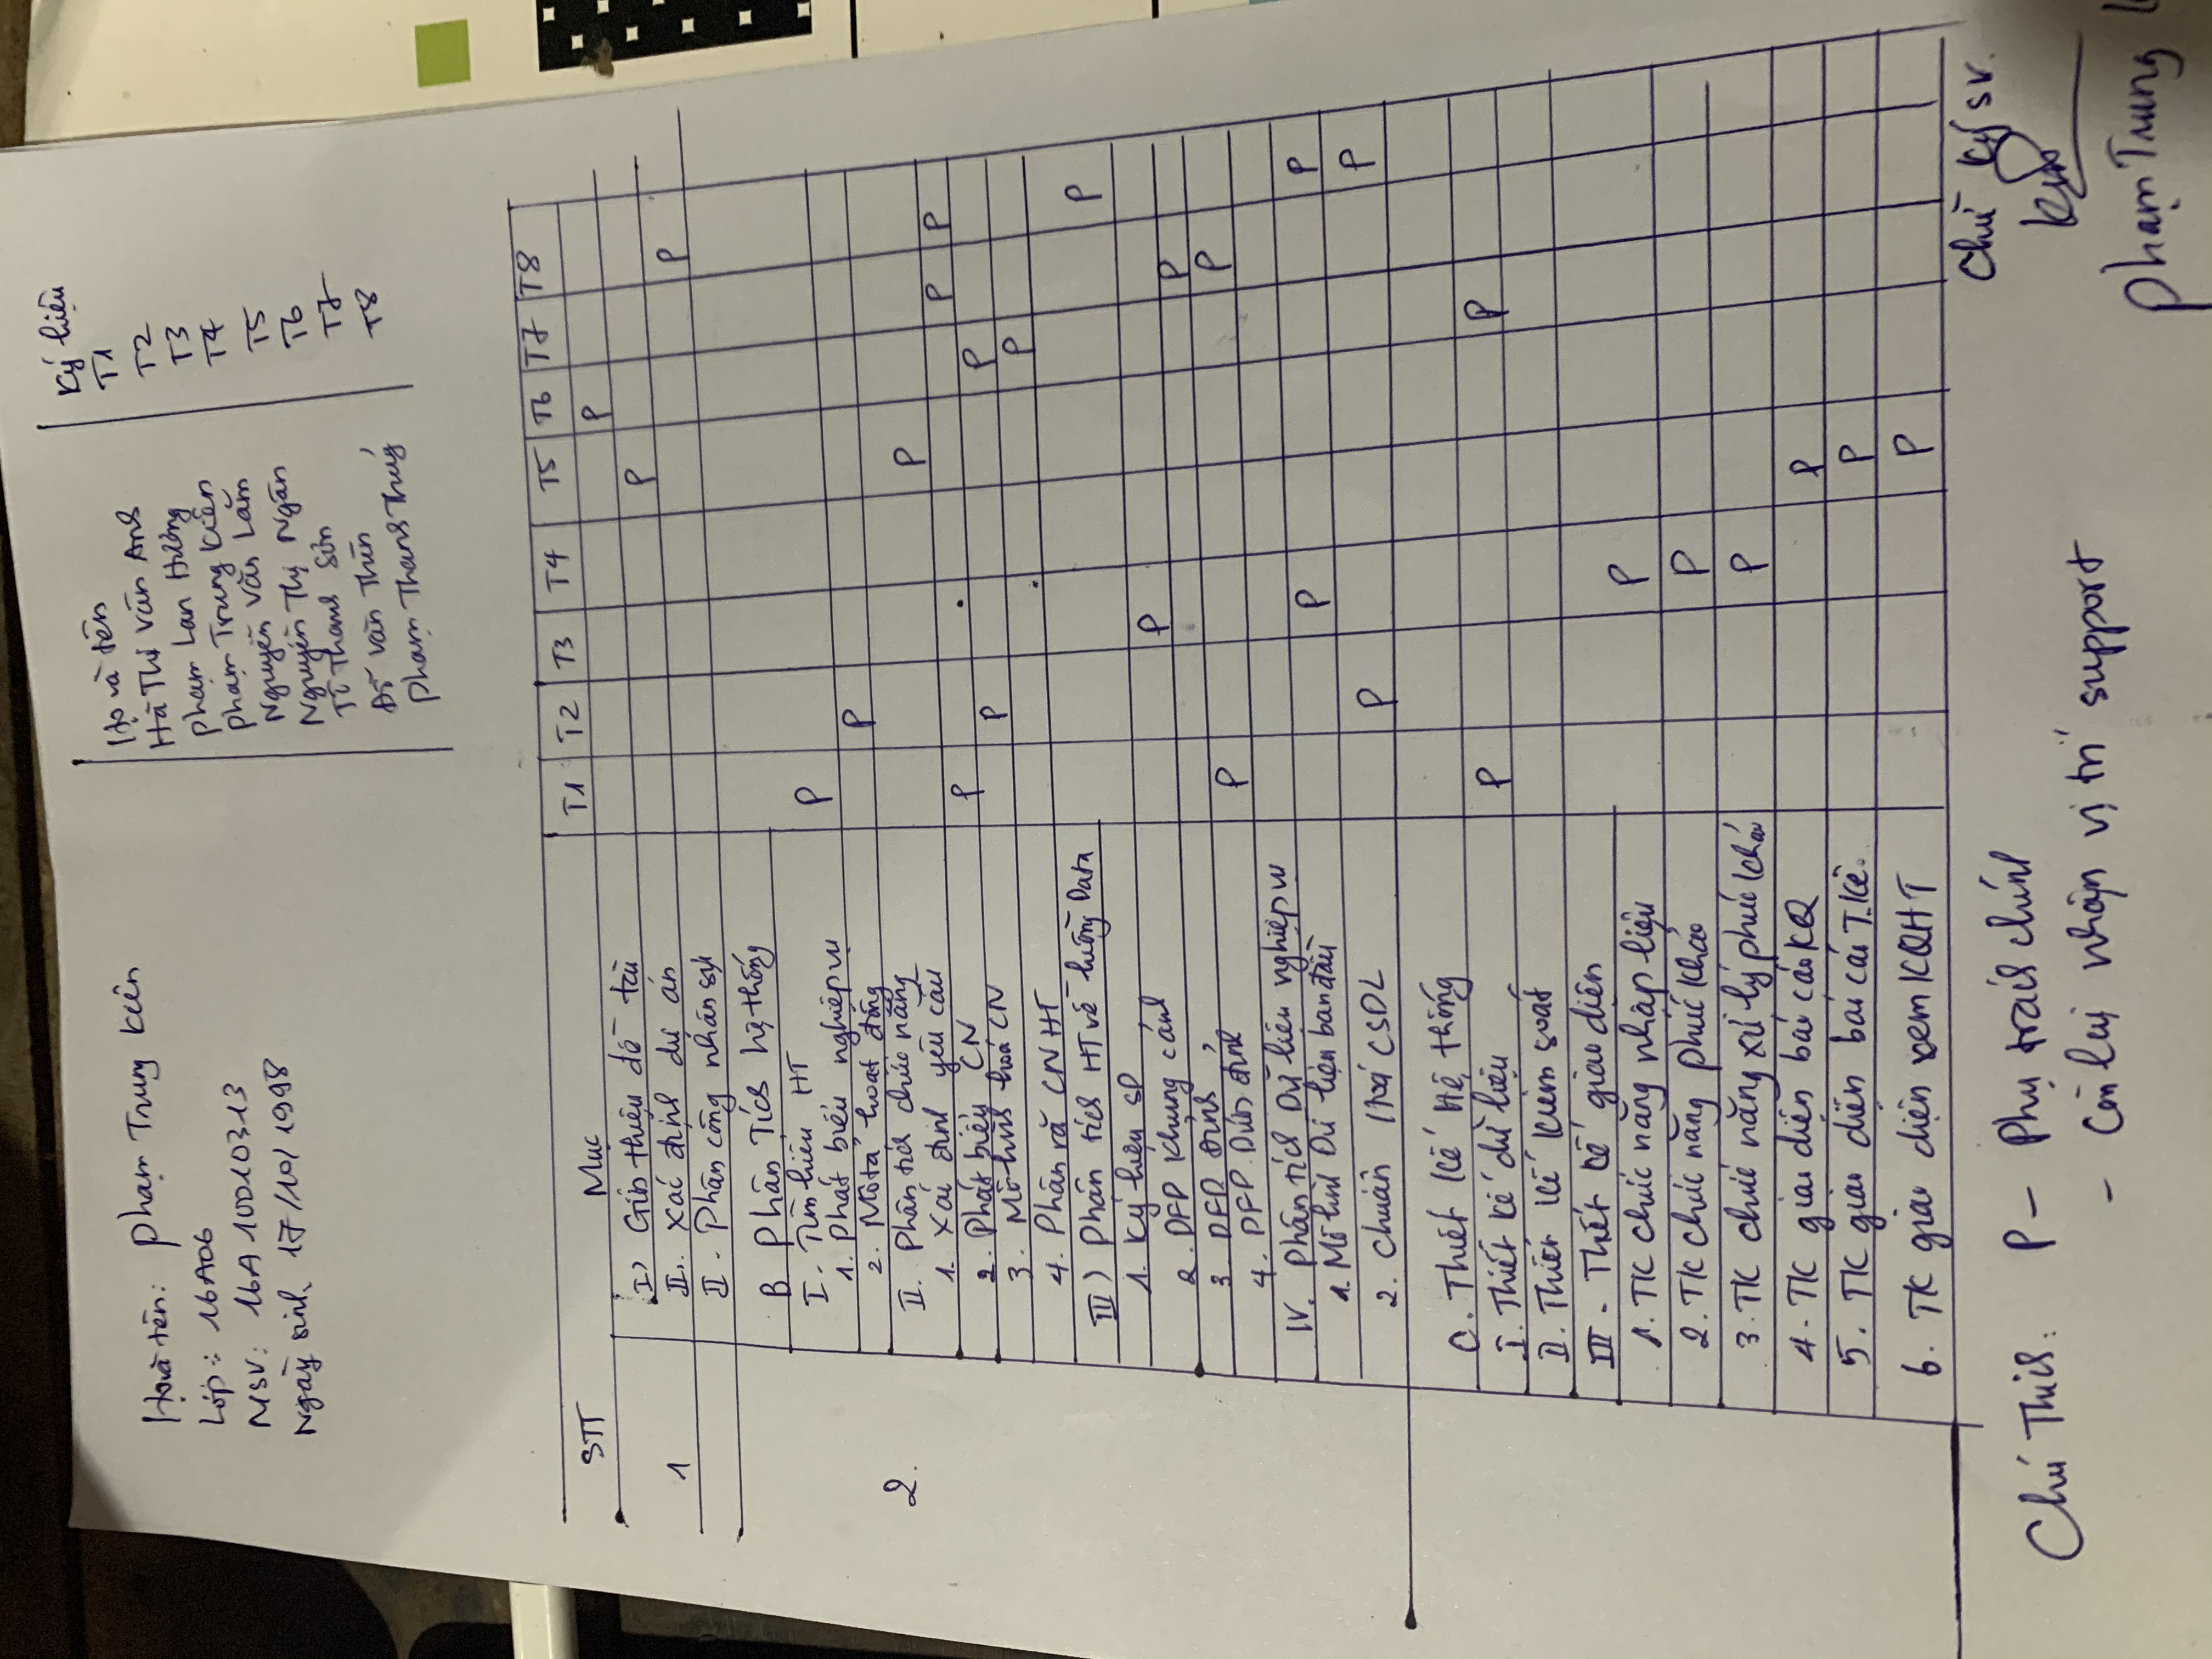 Họ và tên: Phạm Trung Kiên
Lớp: 16A06
MSV: 16A10010313
Ngày sinh: 17/10/1998
Họ và tên Ký hiệu
Hà Thị Vân Anh T1
Phạm Lan Hương T2
Phạm Trung Kiên T3
Nguyễn Văn Lâm T4
Nguyễn Thị Ngân T5
Thanh Sơn T6
Đỗ Văn Thìn T7
Phạm Thanh Thuý T8
STT Mục T1 T2 T3 T4 T5 T6 T7 T8
I) Giới thiệu đề tài P
1 II. Xác định dự án P
II - Phân công nhân sự P
B Phân Tích hệ thống
I. Tìm hiểu HT
1. Phát biểu nghiệp vụ P
2. Mô tả hoạt động P
2. II. Phân tích chức năng
1. Xác định yêu cầu P
2. Phát biểu CN P P P
3. Mô hình hoá CN P P
4. Phân rã CN HT P
III) Phân tích HT về luồng Data
1. Ký hiệu SD P
2. DFD Khung cảnh P
3. DFD đỉnh P
4. DFD Dưới đỉnh P P
IV. Phân tích Dữ liệu nghiệp vụ
1. Mô hình Dữ liệu ban đầu P P
2. Chuẩn Hoá CSDL P P
C. Thiết Kế Hệ thống
I. Thiết kế dữ liệu P P
II. Thiết Kế Kiểm soát
III - Thiết kế giao diện
1. TK chức năng nhập liệu P
2. TK chức năng phúc khảo P
3. TK chức năng xử lý phúc khảo P
4. TK giao diện báo cáo KQ P
5. TK giao diện báo cáo T.Kê. P
6. TK giao diện xem KQHT P
Chú Thích: P - Phụ trách chính
- Còn lại nhận vị trí support
Chữ Ký SV.
Kiên
Phạm Trung